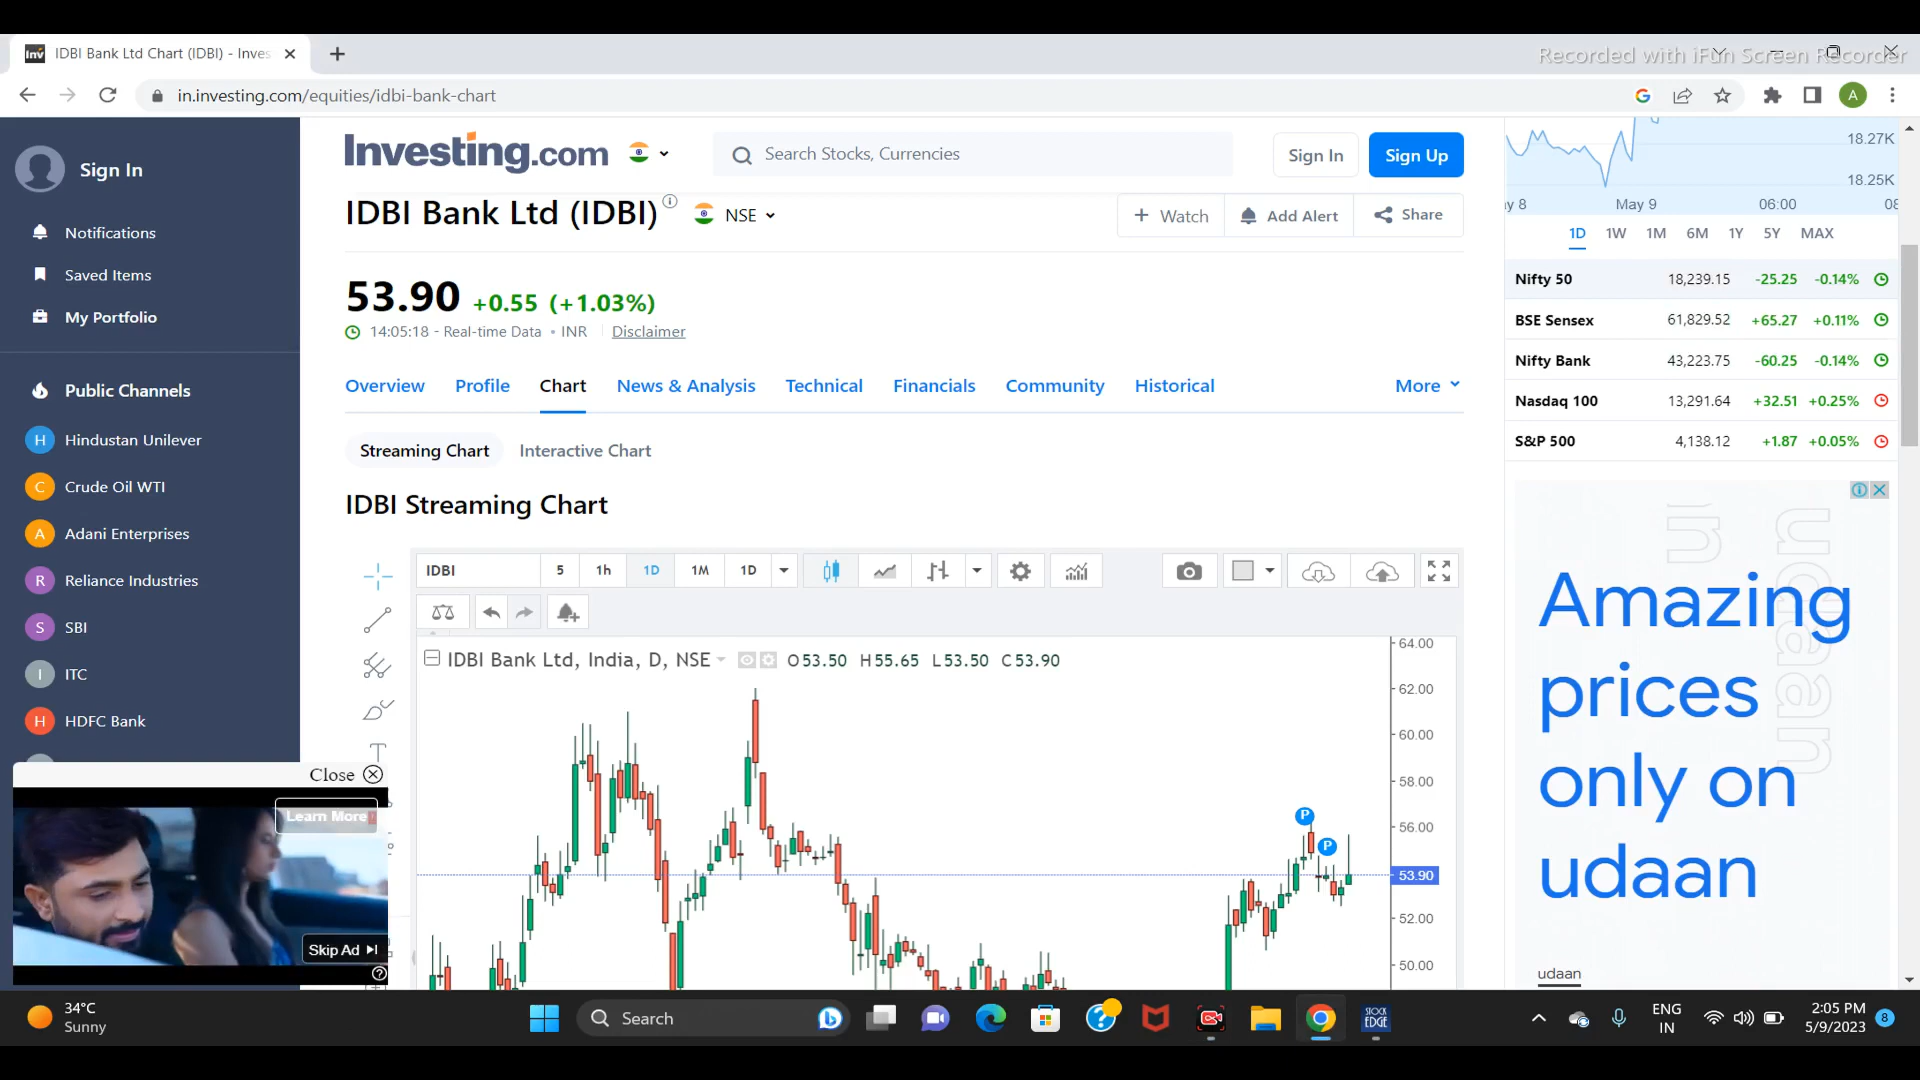 IDBI Bank Ltd Chart (IDBI) - Inves
Recorded with iFun Screen Recorder
in.investing.com/equities/idbi-bank-chart
A
Sign In
Notifications
Saved Items
My Portfolio
Public Channels
H Hindustan Unilever
C Crude Oil WTI
A Adani Enterprises
R Reliance Industries
S SBI
I ITC
H HDFC Bank
Close
Learn More
Skip Ad
Investing.com
Search Stocks, Currencies
Sign In
Sign Up
IDBI Bank Ltd (IDBI)
NSE
+ Watch
Add Alert
Share
53.90 +0.55 (+1.03%)
14:05:18 - Real-time Data • INR Disclaimer
Overview Profile Chart News & Analysis Technical Financials Community Historical More
Streaming Chart Interactive Chart
IDBI Streaming Chart
IDBI 5 1h 1D 1M 1D
IDBI Bank Ltd, India, D, NSE O53.50 H55.65 L53.50 C53.90
P
P
64.00
62.00
60.00
58.00
56.00
53.90
52.00
50.00
18.27K
18.25K
y 8 May 9 06:00 08
1D 1W 1M 6M 1Y 5Y MAX
Nifty 50 18,239.15 -25.25 -0.14%
BSE Sensex 61,829.52 +65.27 +0.11%
Nifty Bank 43,223.75 -60.25 -0.14%
Nasdaq 100 13,291.64 +32.51 +0.25%
S&P 500 4,138.12 +1.87 +0.05%
Amazing
prices
only on
udaan
udaan
34°C
Sunny
Search
STOCK
EDGE
ENG
IN
2:05 PM
5/9/2023
8